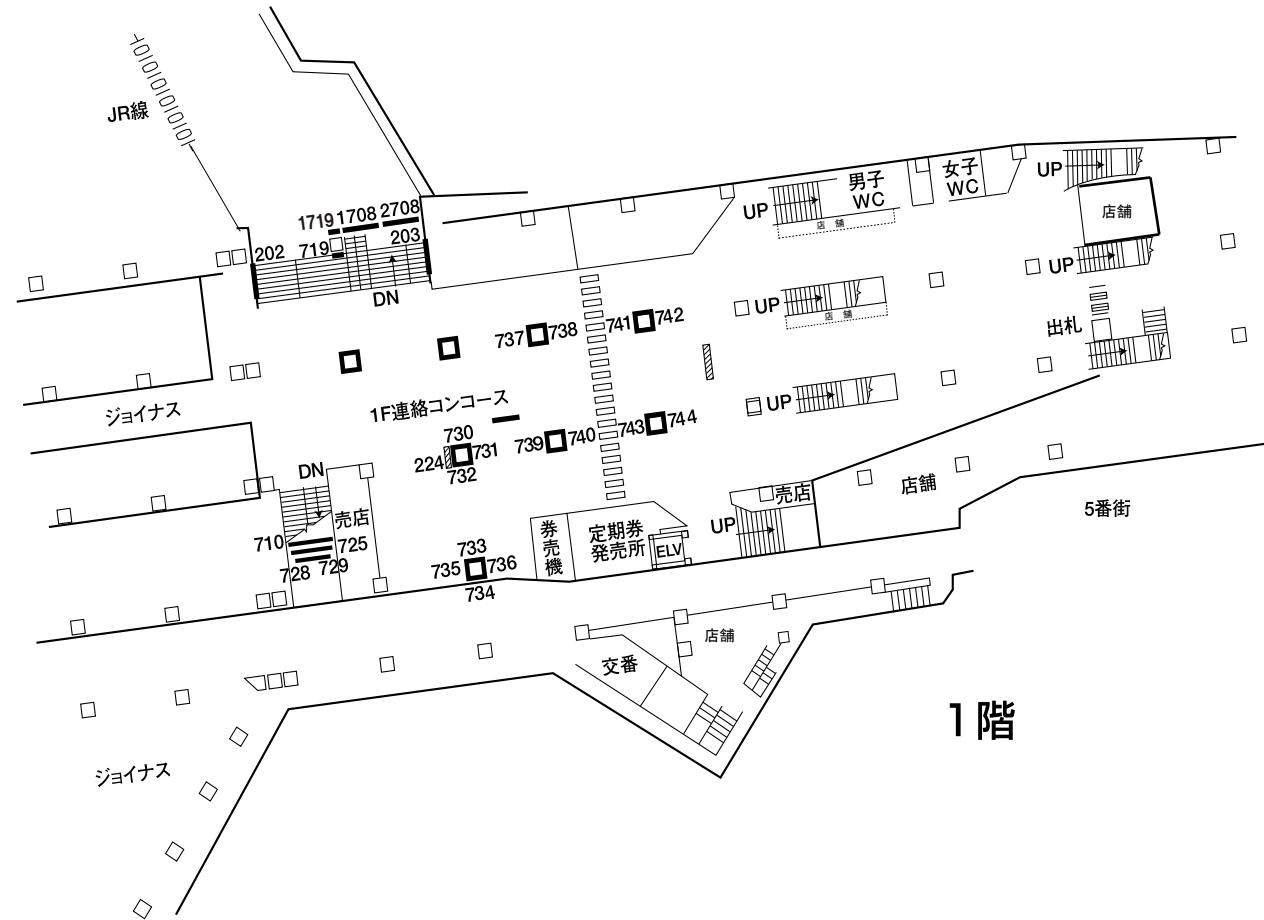 JR線
1719 1708 2708
202 719 203
DN
男子
WC
女子
WC
UP
店舗
UP
店舗
UP
UP
店舗
出札
737 738
741 742
ジョイナス
1F連絡コンコース
UP
730
224 731
732
739 740
743 744
DN
売店
710 725
728 729
733
735 736
734
券売機
定期券
発売所
ELV
UP
売店
店舗
5番街
交番
店舗
ジョイナス
1階